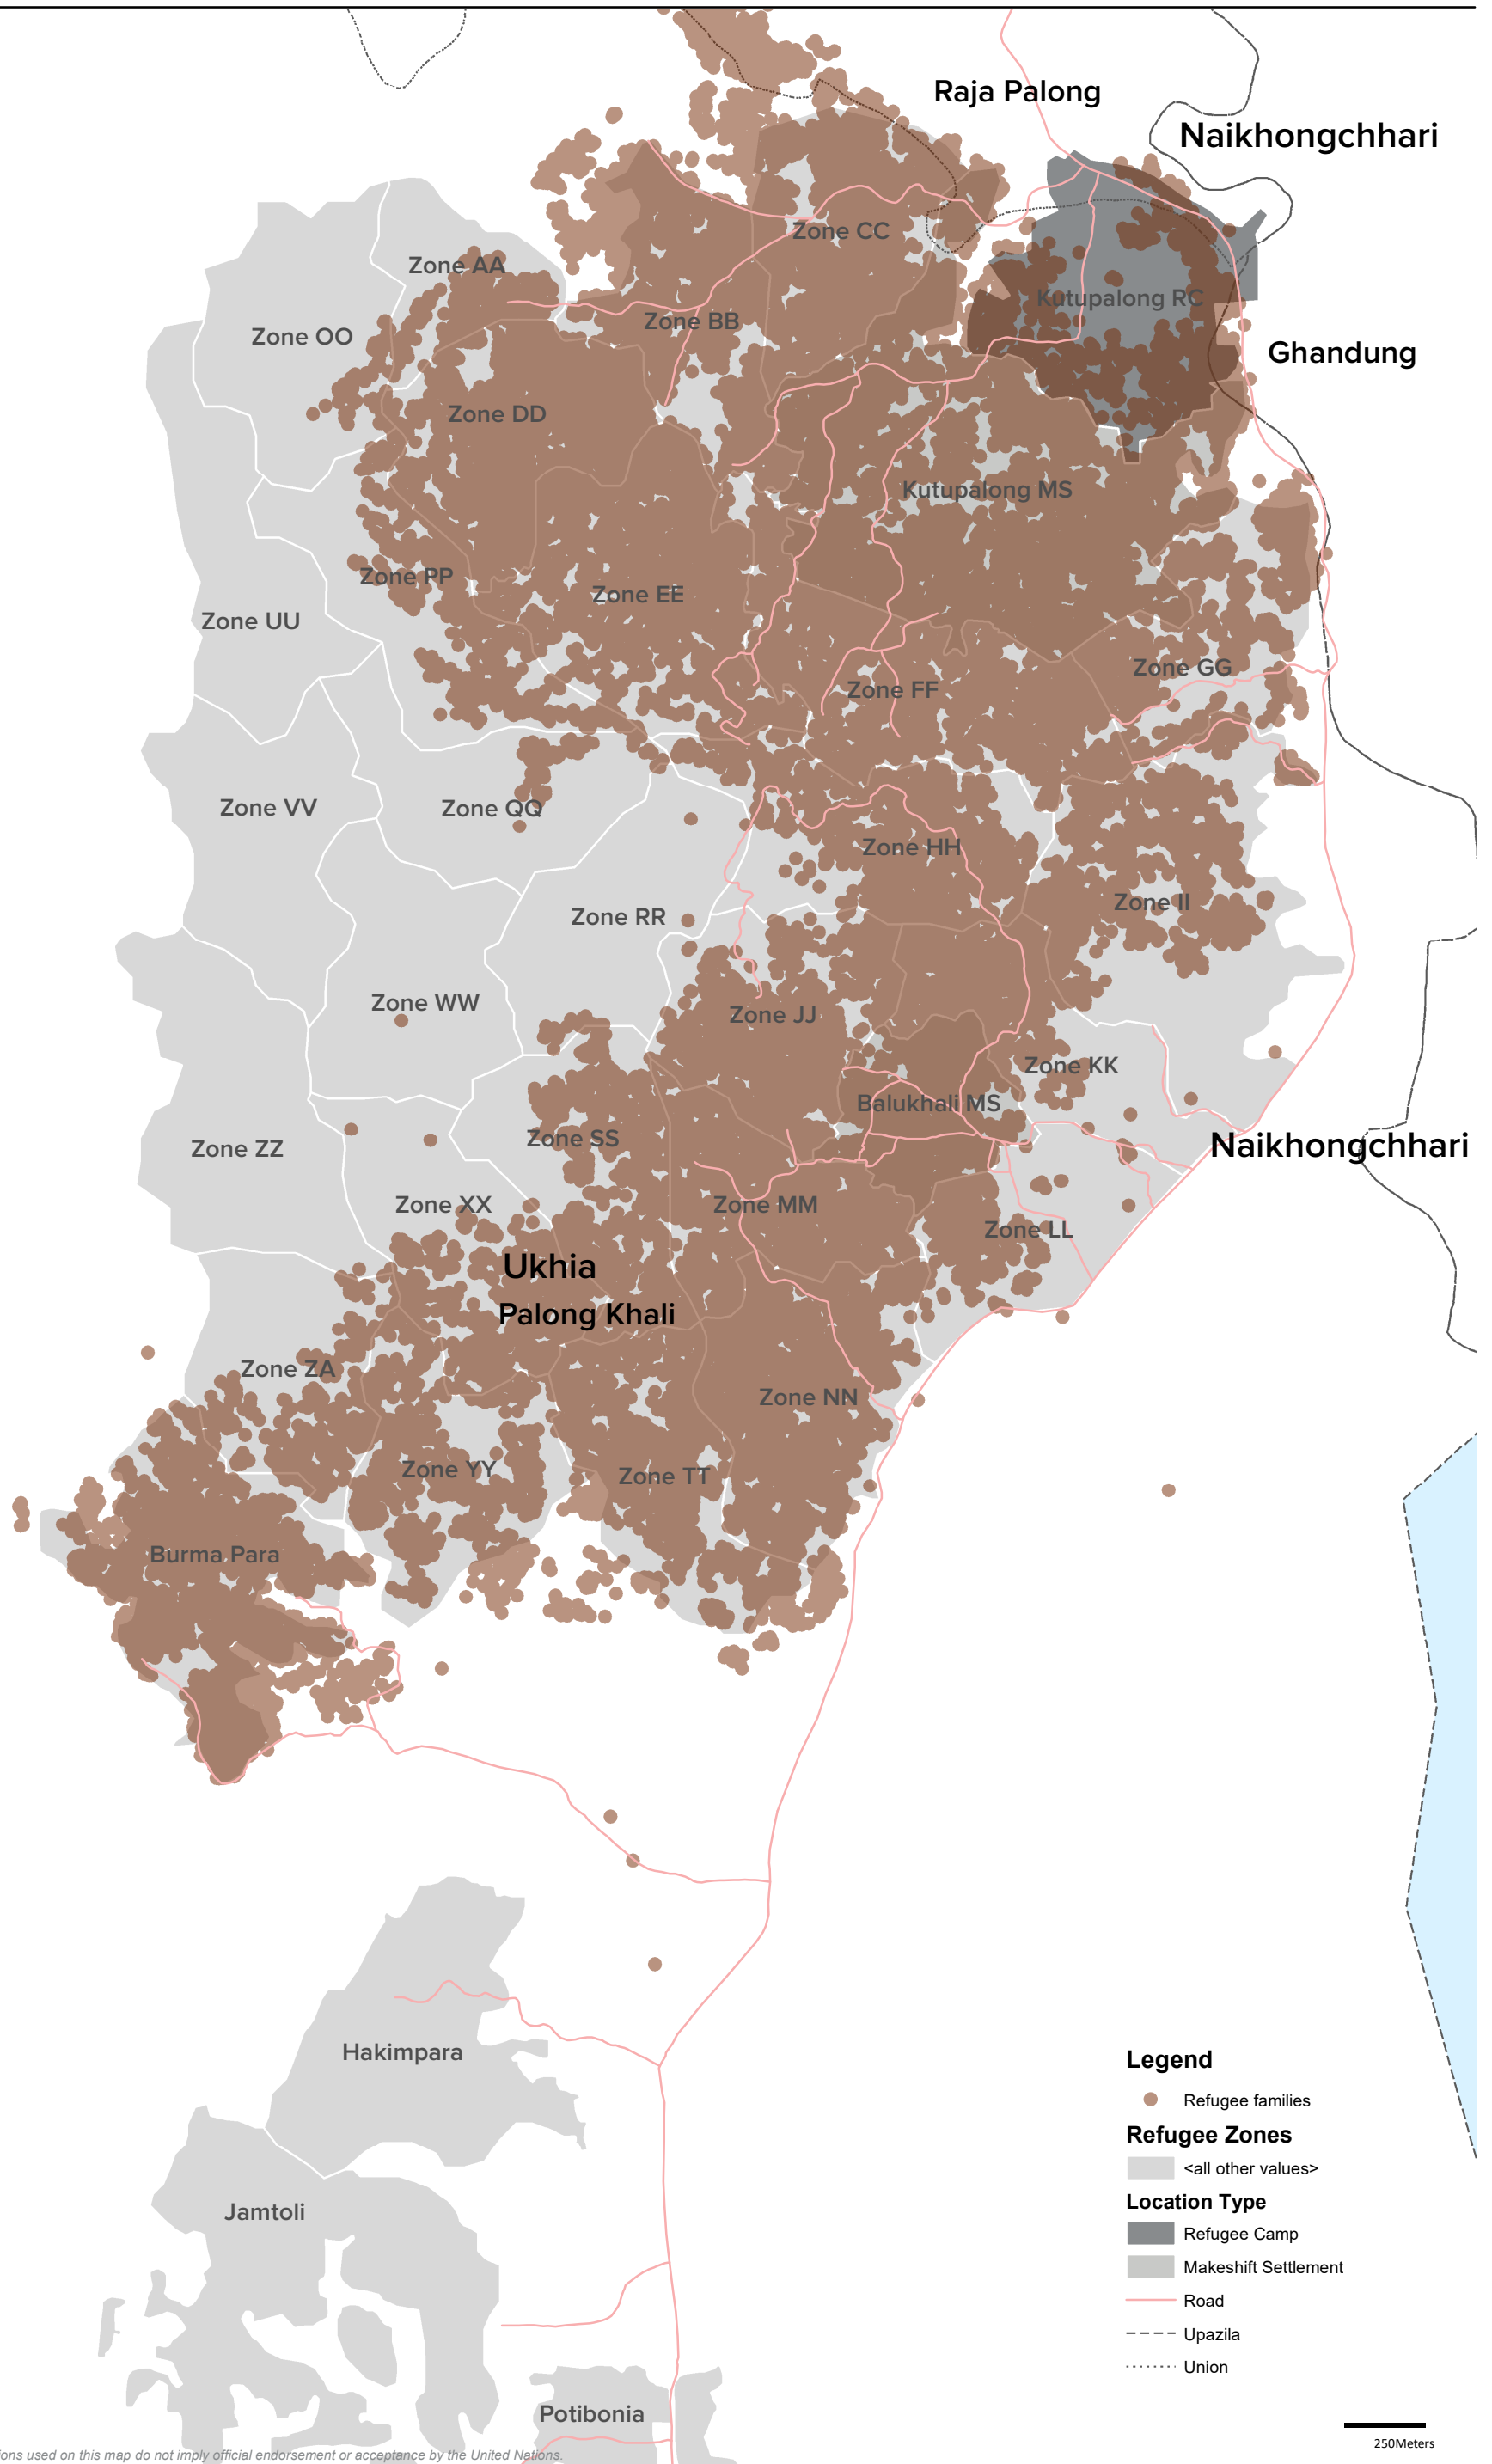 Raja Palong
Naikhongchhari
Zone CC
Zone AA
Kutupalong RC
Zone BB
Zone OO
Ghandung
Zone DD
Kutupalong MS
Zone PP
Zone EE
Zone UU
Zone GG
Zone FF
Zone VV
Zone QQ
Zone HH
Zone II
Zone RR
Zone WW
Zone JJ
Zone KK
Balukhali MS
Zone SS
Zone ZZ
Naikhongchhari
Zone XX
Zone MM
Zone LL
Ukhia
Palong Khali
Zone ZA
Zone NN
Zone YY
Zone TT
Burma Para
Hakimpara
Jamtoli
Potibonia
Legend
Refugee families
Refugee Zones
<all other values>
Location Type
Refugee Camp
Makeshift Settlement
Road
Upazila
Union
250Meters
used on this map do not imply official endorsement or acceptance by the United Nations.